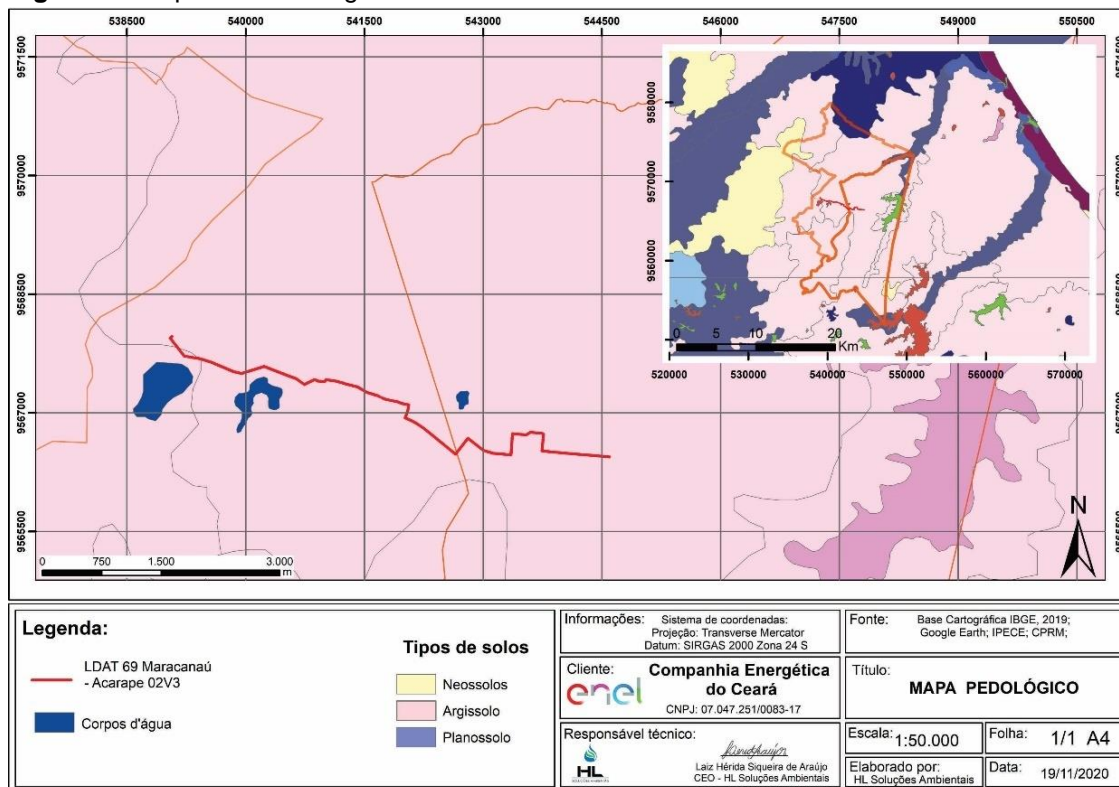 538500 540000 541500 543000 544500 546000 547500 549000 550500
9571500
9570000
9568500
9567000
9565500
9571500
9567000
9565500
9580000
9570000
9560000
0 5 10 20
Km
520000 530000 540000 550000 560000 570000
N
0 750 1.500 3.000
m
Legenda:
LDAT 69 Maracanaú
- Acarape 02V3
Corpos d'água
Tipos de solos
Neossolos
Argissolo
Planossolo
Informações: Sistema de coordenadas:
Projeção: Transverse Mercator
Datum: SIRGAS 2000 Zona 24 S
Fonte: Base Cartográfica IBGE, 2019;
Google Earth; IPECE; CPRM;
Cliente:
enel
Companhia Energética
do Ceará
CNPJ: 07.047.251/0083-17
Título:
MAPA PEDOLÓGICO
Responsável técnico:
HL
Laiz Hérida Siqueira de Araújo
CEO - HL Soluções Ambientais
Escala: 1:50.000
Folha: 1/1 A4
Elaborado por:
HL Soluções Ambientais
Data: 19/11/2020